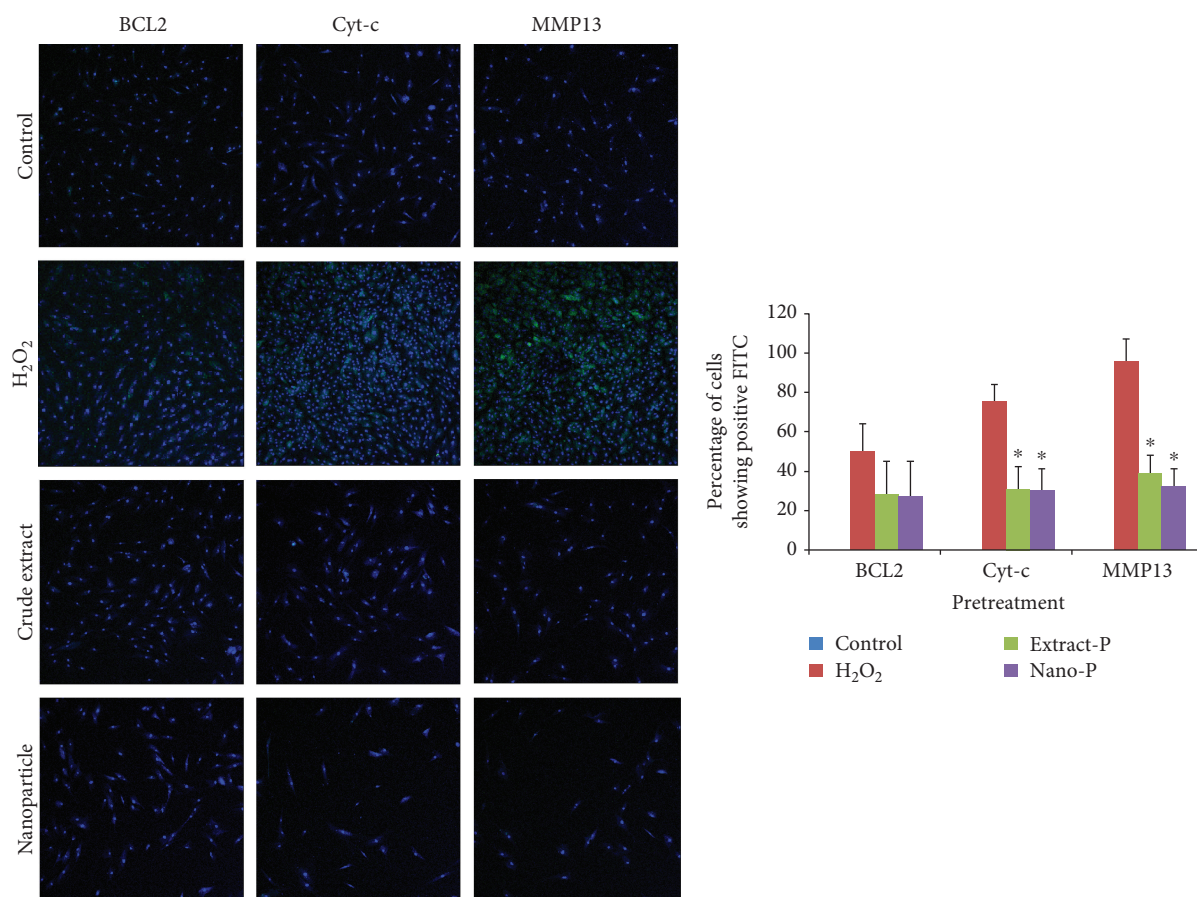 BCL2
Cyt-c
MMP13
Control
H₂O₂
Crude extract
Nanoparticle
Percentage of cells
showing positive FITC
120
100
80
60
40
20
0
* *
* *
BCL2
Cyt-c
MMP13
Pretreatment
Control
H₂O₂
Extract-P
Nano-P